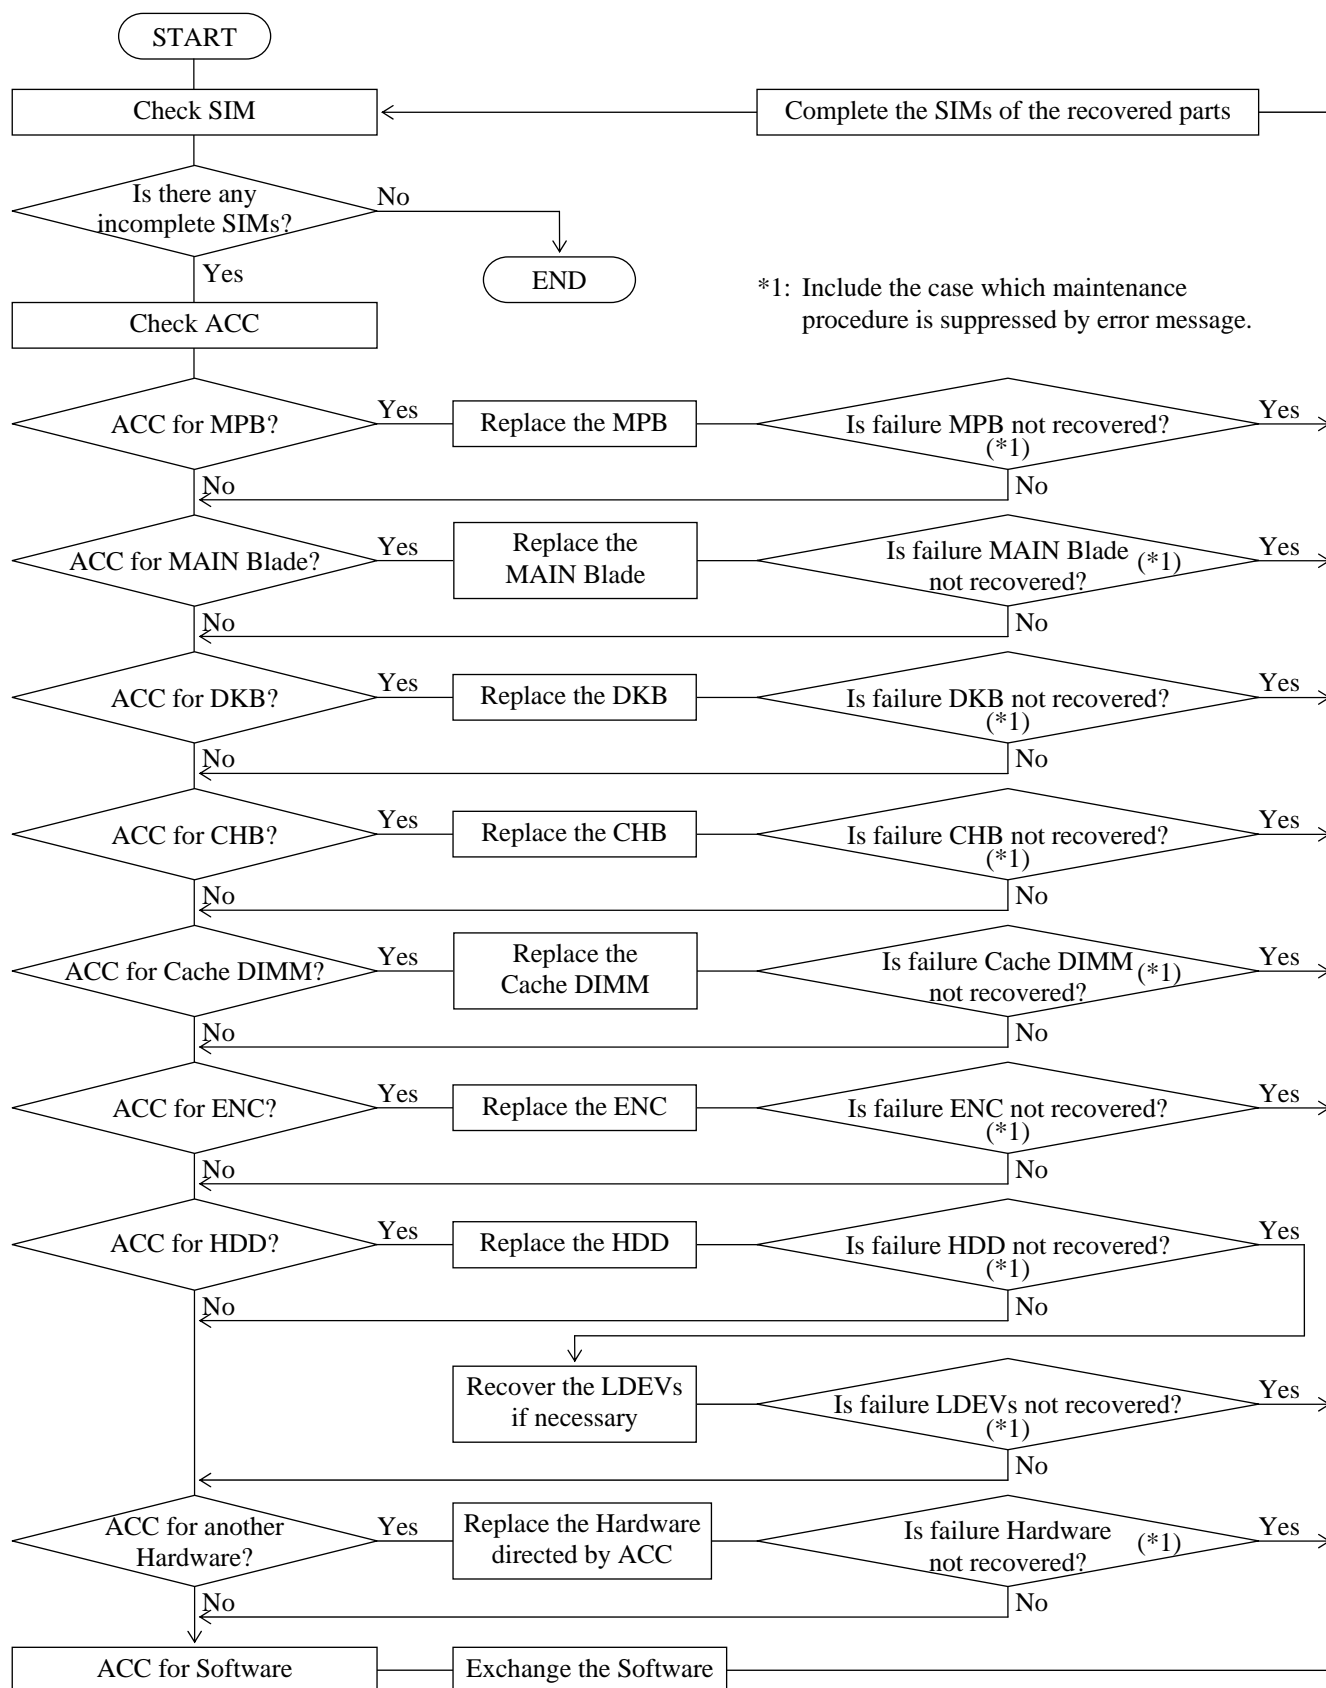 START
Check SIM
Complete the SIMs of the recovered parts
Is there any
incomplete SIMs?
No
Yes
END
*1: Include the case which maintenance
procedure is suppressed by error message.
Check ACC
ACC for MPB?
Yes
Replace the MPB
Is failure MPB not recovered?
(*1)
Yes
No
No
ACC for MAIN Blade?
Yes
Replace the
MAIN Blade
Is failure MAIN Blade
not recovered?
(*1)
Yes
No
No
ACC for DKB?
Yes
Replace the DKB
Is failure DKB not recovered?
(*1)
Yes
No
No
ACC for CHB?
Yes
Replace the CHB
Is failure CHB not recovered?
(*1)
Yes
No
No
ACC for Cache DIMM?
Yes
Replace the
Cache DIMM
Is failure Cache DIMM
not recovered?
(*1)
Yes
No
No
ACC for ENC?
Yes
Replace the ENC
Is failure ENC not recovered?
(*1)
Yes
No
No
ACC for HDD?
Yes
Replace the HDD
Is failure HDD not recovered?
(*1)
Yes
No
No
Recover the LDEVs
if necessary
Is failure LDEVs not recovered?
(*1)
Yes
No
ACC for another
Hardware?
Yes
Replace the Hardware
directed by ACC
Is failure Hardware
not recovered?
(*1)
Yes
No
No
ACC for Software
Exchange the Software